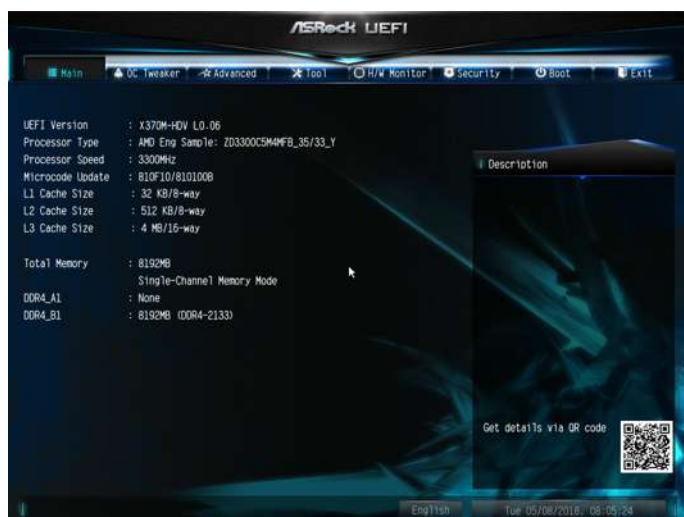 ASRock UEFI
Main OC Tweaker Advanced Tool H/W Monitor Security Boot Exit
UEFI Version : X370M-HDV L0.06
Processor Type : AMD Eng Sample: ZD3300C5M4MFB_35/33_Y
Processor Speed : 3300MHz
Microcode Update : 810F10/810100B
L1 Cache Size : 32 KB/8-way
L2 Cache Size : 512 KB/8-way
L3 Cache Size : 4 MB/16-way
Total Memory : 8192MB
Single-Channel Memory Mode
DDR4_A1 : None
DDR4_B1 : 8192MB (DDR4-2133)
Description
Get details via QR code
English
Tue 05/08/2018. 08:05:24